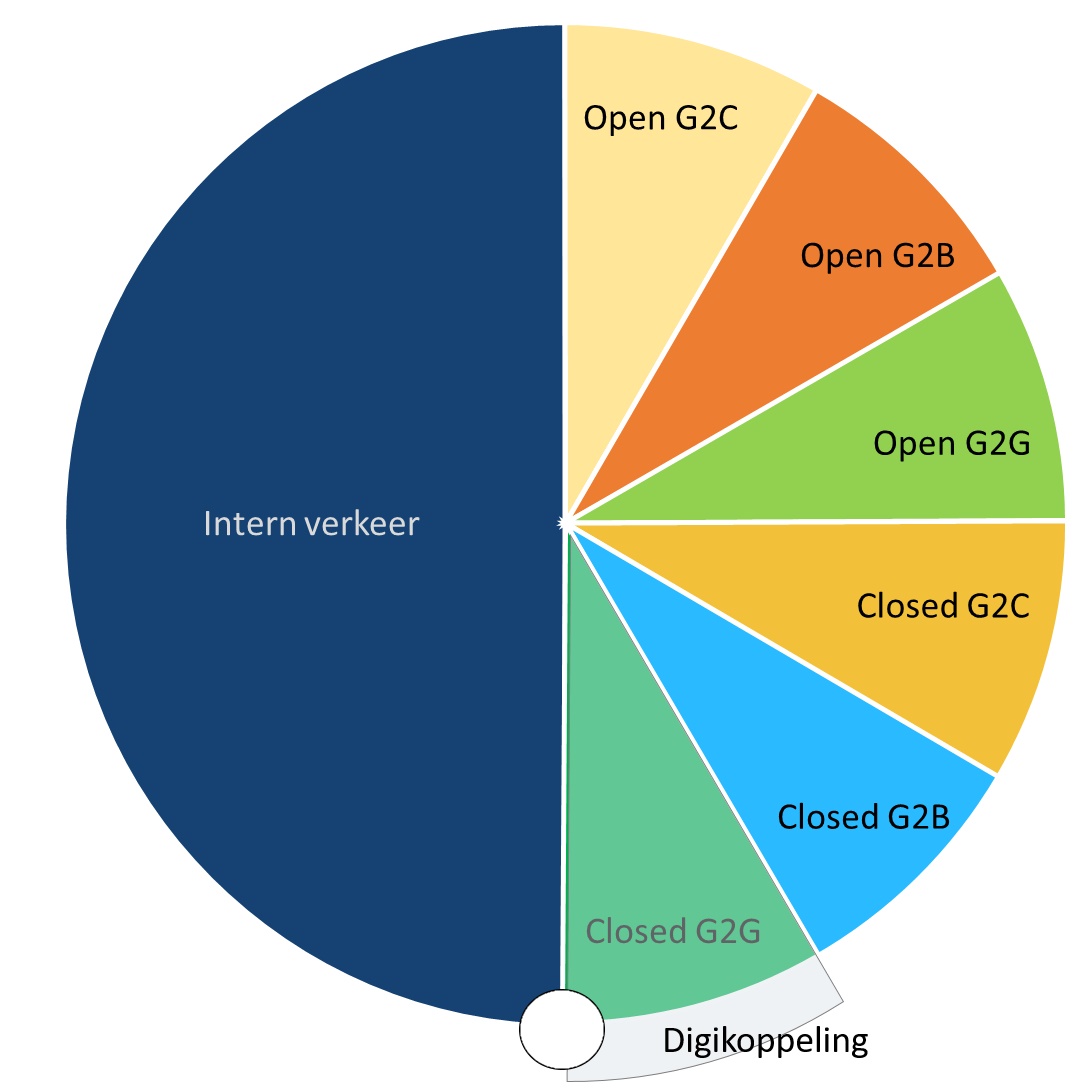 Open G2C
Open G2B
Open G2G
Intern verkeer
Closed G2C
Closed G2B
Closed G2G
Digikoppeling